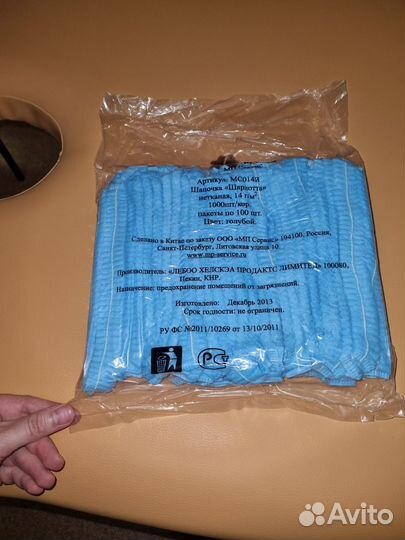 МП Сервис
Артикул: МС014Й
Шапочка «Шарлотта»
нетканая, 14 г/м²
1000шт/кор.
пакеты по 100 шт.
Цвет: голубой.
Сделано в Китае по заказу ООО «МП Сервис» 194100, Россия,
Санкт-Петербург, Литовская улица 10.
www.mp-service.ru
Производитель: «ЛЕБОО ХЕЛСКЭА ПРОДАКТС ЛИМИТЕД» 100080,
Пекин, КНР.
Назначение: предохранение помещений от загрязнений.
Изготовлено: Декабрь 2013
Срок годности: не ограничен.
РУ ФС №2011/10269 от 13/10/2011
РСТ
Avito